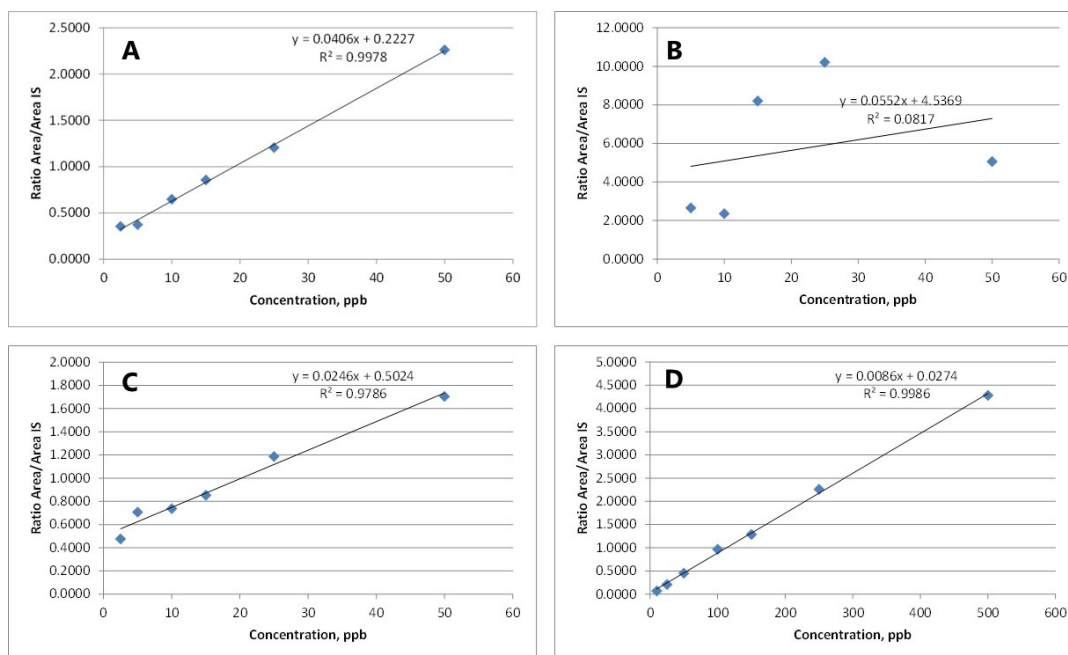 A
y = 0.0406x + 0.2227
R² = 0.9978
Ratio Area/Area IS
2.5000
2.0000
1.5000
1.0000
0.5000
0.0000
0 10 20 30 40 50 60
Concentration, ppb
B
y = 0.0552x + 4.5369
R² = 0.0817
Ratio Area/Area IS
12.0000
10.0000
8.0000
6.0000
4.0000
2.0000
0.0000
0 10 20 30 40 50 60
Concentration, ppb
C
y = 0.0246x + 0.5024
R² = 0.9786
Ratio Area/Area IS
2.0000
1.8000
1.6000
1.4000
1.2000
1.0000
0.8000
0.6000
0.4000
0.2000
0.0000
0 10 20 30 40 50 60
Concentration, ppb
D
y = 0.0086x + 0.0274
R² = 0.9986
Ratio Area/Area IS
5.0000
4.5000
4.0000
3.5000
3.0000
2.5000
2.0000
1.5000
1.0000
0.5000
0.0000
0 100 200 300 400 500 600
Concentration, ppb